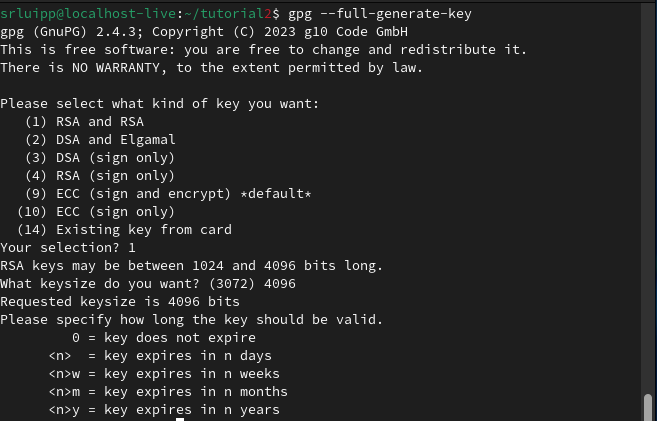 srluipp@localhost-live:~/tutorial2$ gpg --full-generate-key
gpg (GnuPG) 2.4.3; Copyright (C) 2023 g10 Code GmbH
This is free software: you are free to change and redistribute it.
There is NO WARRANTY, to the extent permitted by law.

Please select what kind of key you want:
   (1) RSA and RSA
   (2) DSA and Elgamal
   (3) DSA (sign only)
   (4) RSA (sign only)
   (9) ECC (sign and encrypt) *default*
  (10) ECC (sign only)
  (14) Existing key from card
Your selection? 1
RSA keys may be between 1024 and 4096 bits long.
What keysize do you want? (3072) 4096
Requested keysize is 4096 bits
Please specify how long the key should be valid.
         0 = key does not expire
      <n>  = key expires in n days
      <n>w = key expires in n weeks
      <n>m = key expires in n months
      <n>y = key expires in n years